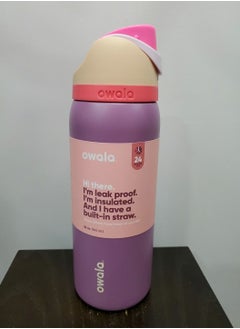 owala
owala
24
Hi there.
I'm leak proof.
I'm insulated.
And I have a
built-in straw.
owala